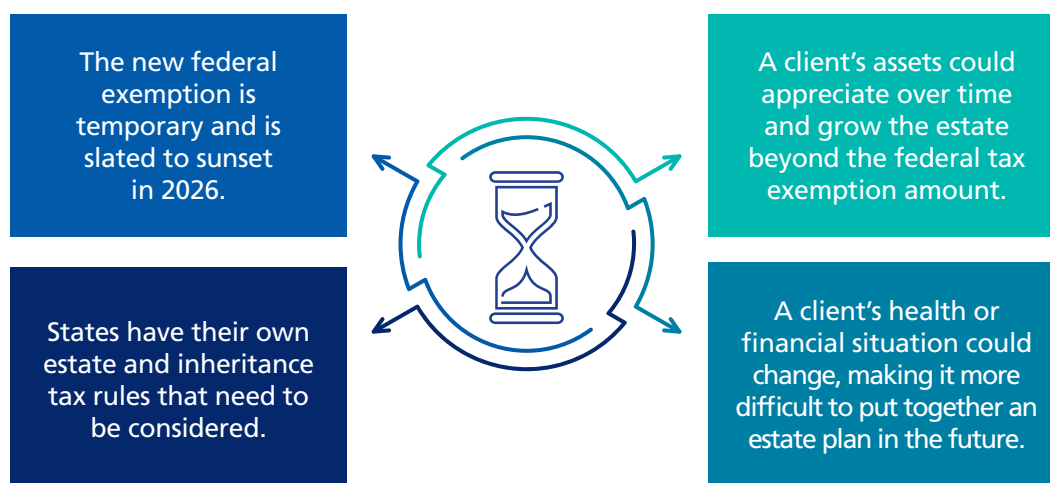 The new federal
exemption is
temporary and is
slated to sunset
in 2026.
A client’s assets could
appreciate over time
and grow the estate
beyond the federal tax
exemption amount.
States have their own
estate and inheritance
tax rules that need to
be considered.
A client’s health or
financial situation could
change, making it more
difficult to put together an
estate plan in the future.